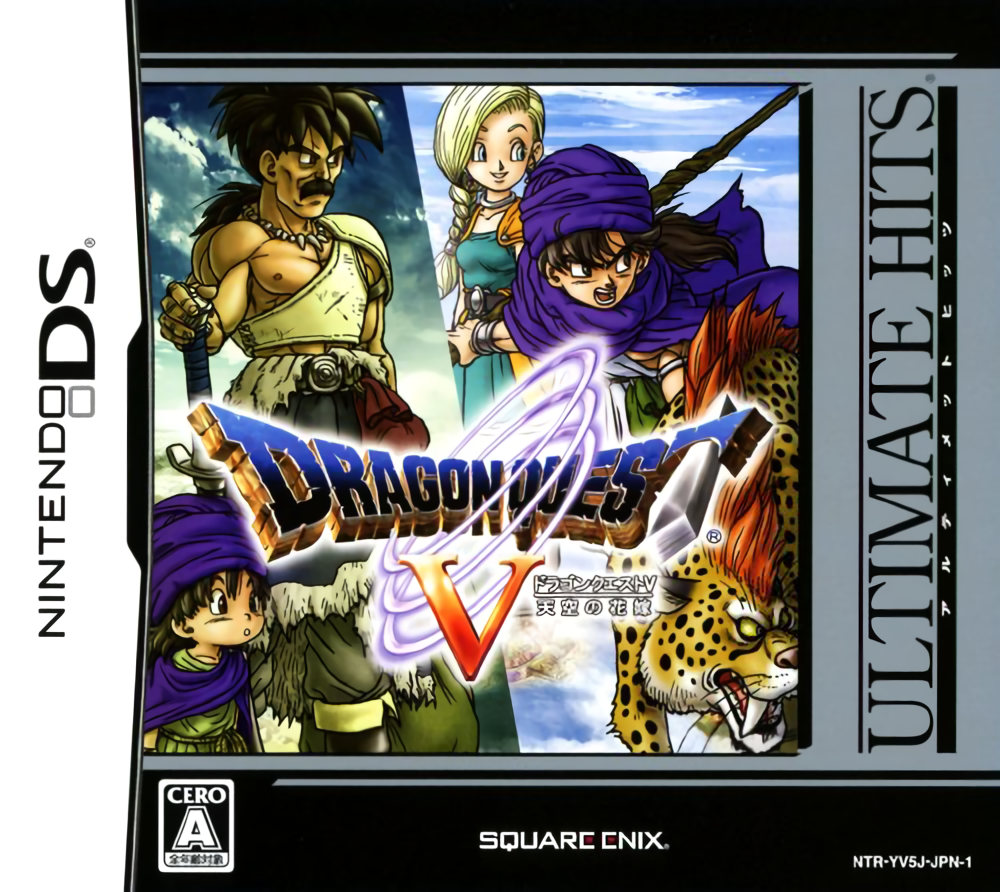 NINTENDO DS®
DRAGON QUEST®
V
ドラゴンクエストV
天空の花嫁
ULTIMATE HITS®
アルティメットヒッツ
CERO
A
全年齢対象
SQUARE ENIX®
NTR-YV5J-JPN-1